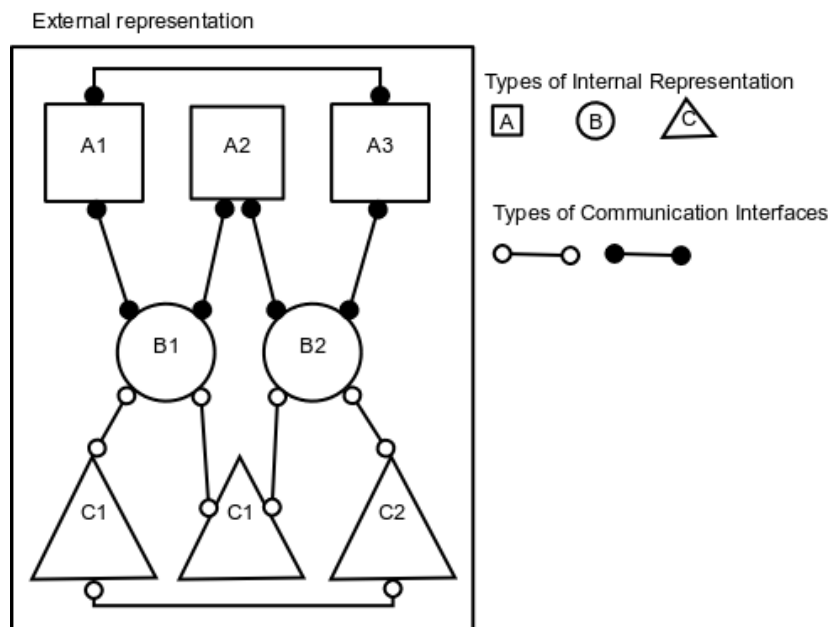 External representation
Types of Internal Representation
A B C
A1 A2 A3
Types of Communication Interfaces
B1 B2
C1 C1 C2